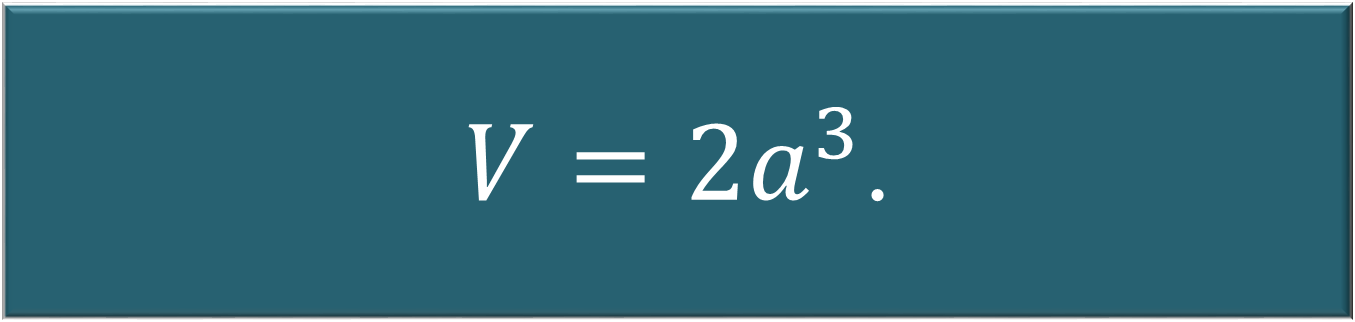 V = 2a³.